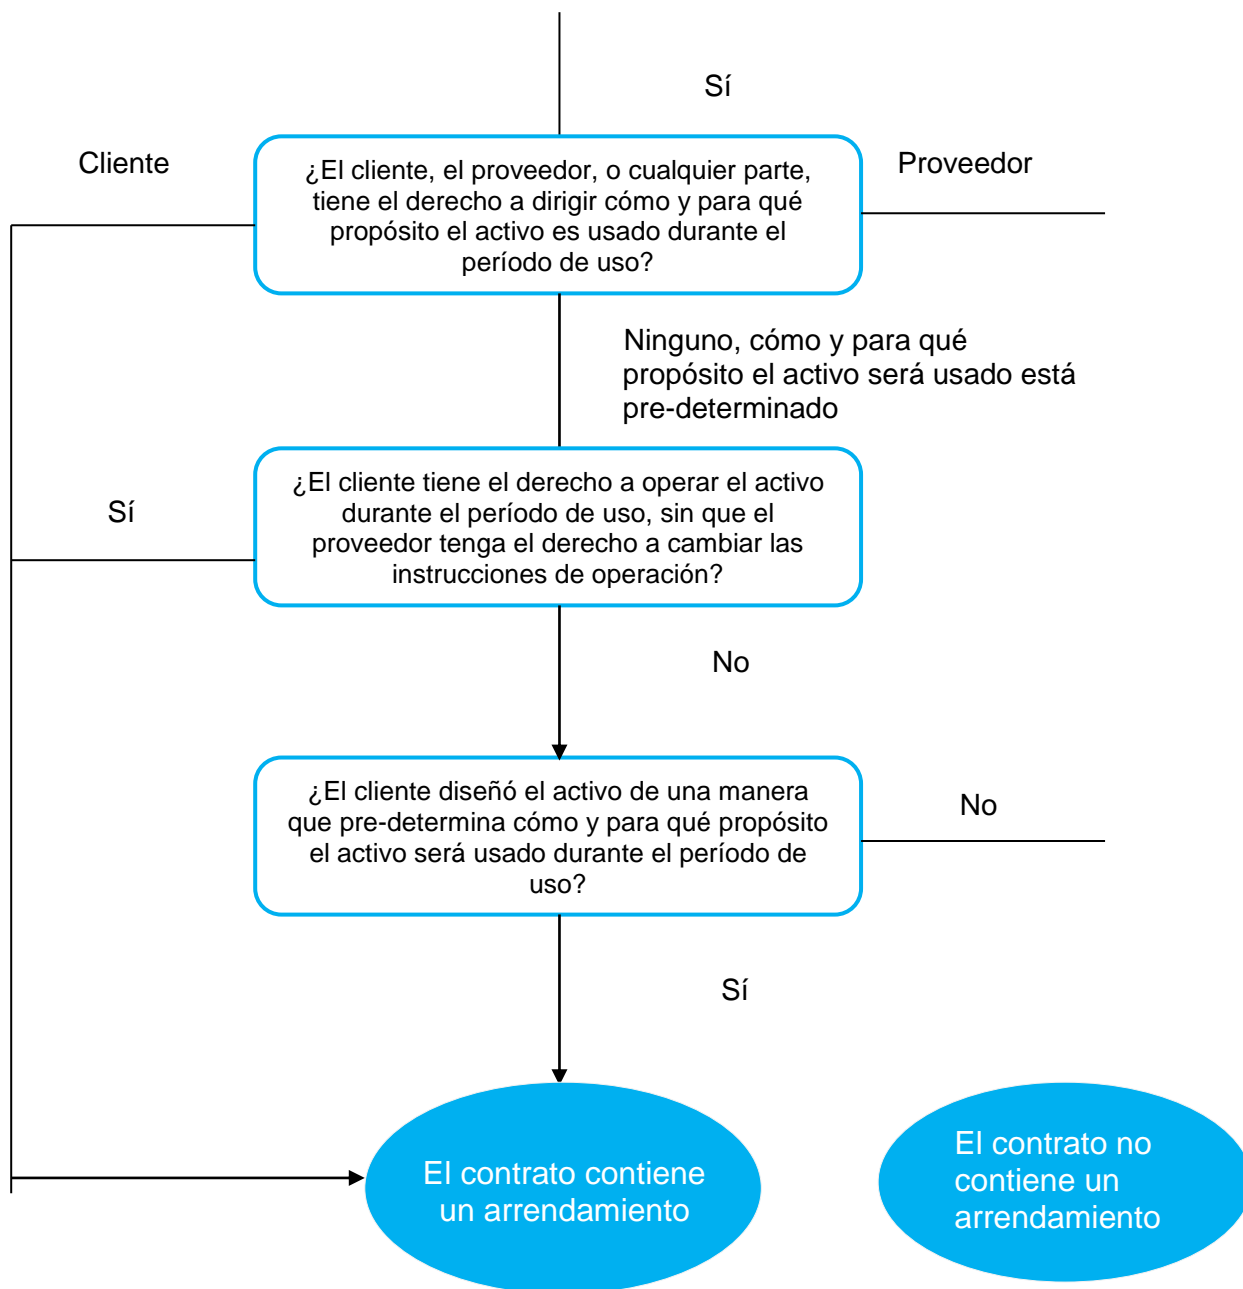 Sí
Cliente
¿El cliente, el proveedor, o cualquier parte,
tiene el derecho a dirigir cómo y para qué
propósito el activo es usado durante el
período de uso?
Proveedor
Ninguno, cómo y para qué
propósito el activo será usado está
pre-determinado
Sí
¿El cliente tiene el derecho a operar el activo
durante el período de uso, sin que el
proveedor tenga el derecho a cambiar las
instrucciones de operación?
No
¿El cliente diseñó el activo de una manera
que pre-determina cómo y para qué propósito
el activo será usado durante el período de
uso?
No
Sí
El contrato contiene
un arrendamiento
El contrato no
contiene un
arrendamiento